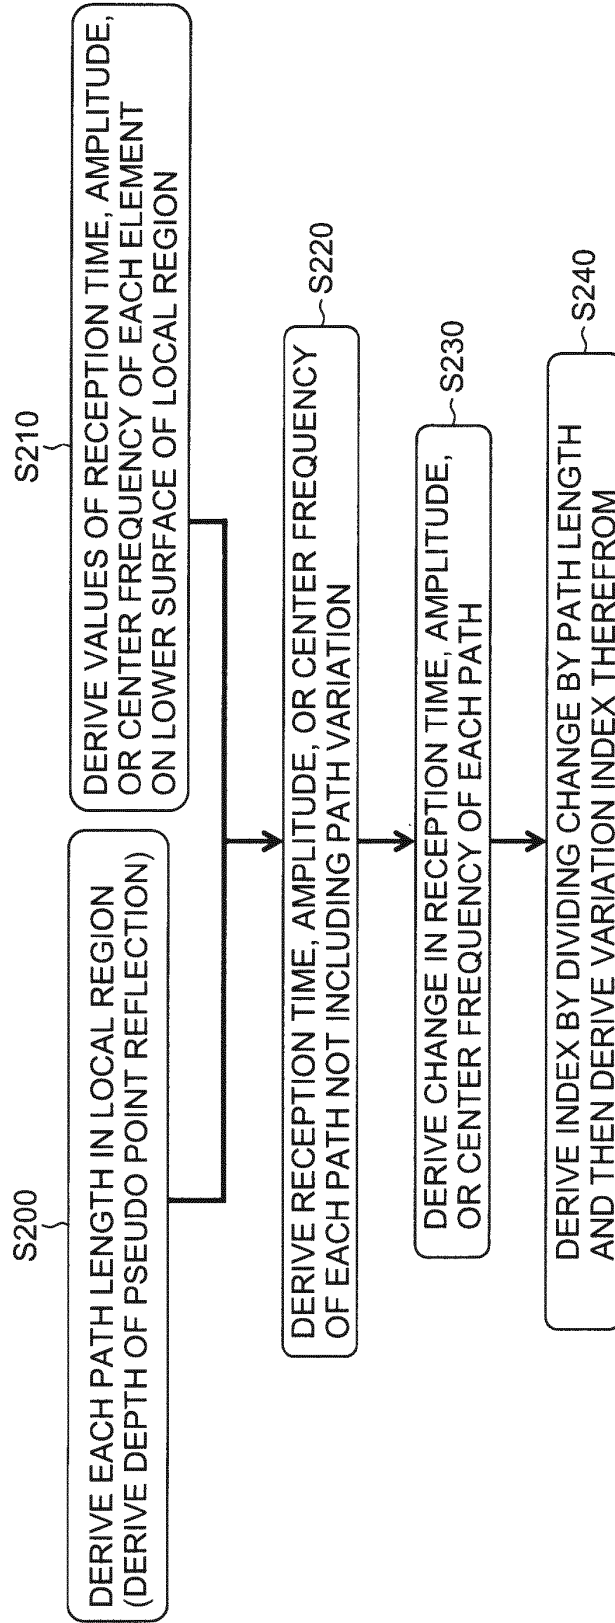 S200
DERIVE EACH PATH LENGTH IN LOCAL REGION
(DERIVE DEPTH OF PSEUDO POINT REFLECTION)
S210
DERIVE VALUES OF RECEPTION TIME, AMPLITUDE,
OR CENTER FREQUENCY OF EACH ELEMENT
ON LOWER SURFACE OF LOCAL REGION
S220
DERIVE RECEPTION TIME, AMPLITUDE, OR CENTER FREQUENCY
OF EACH PATH NOT INCLUDING PATH VARIATION
S230
DERIVE CHANGE IN RECEPTION TIME, AMPLITUDE,
OR CENTER FREQUENCY OF EACH PATH
S240
DERIVE INDEX BY DIVIDING CHANGE BY PATH LENGTH
AND THEN DERIVE VARIATION INDEX THEREFROM